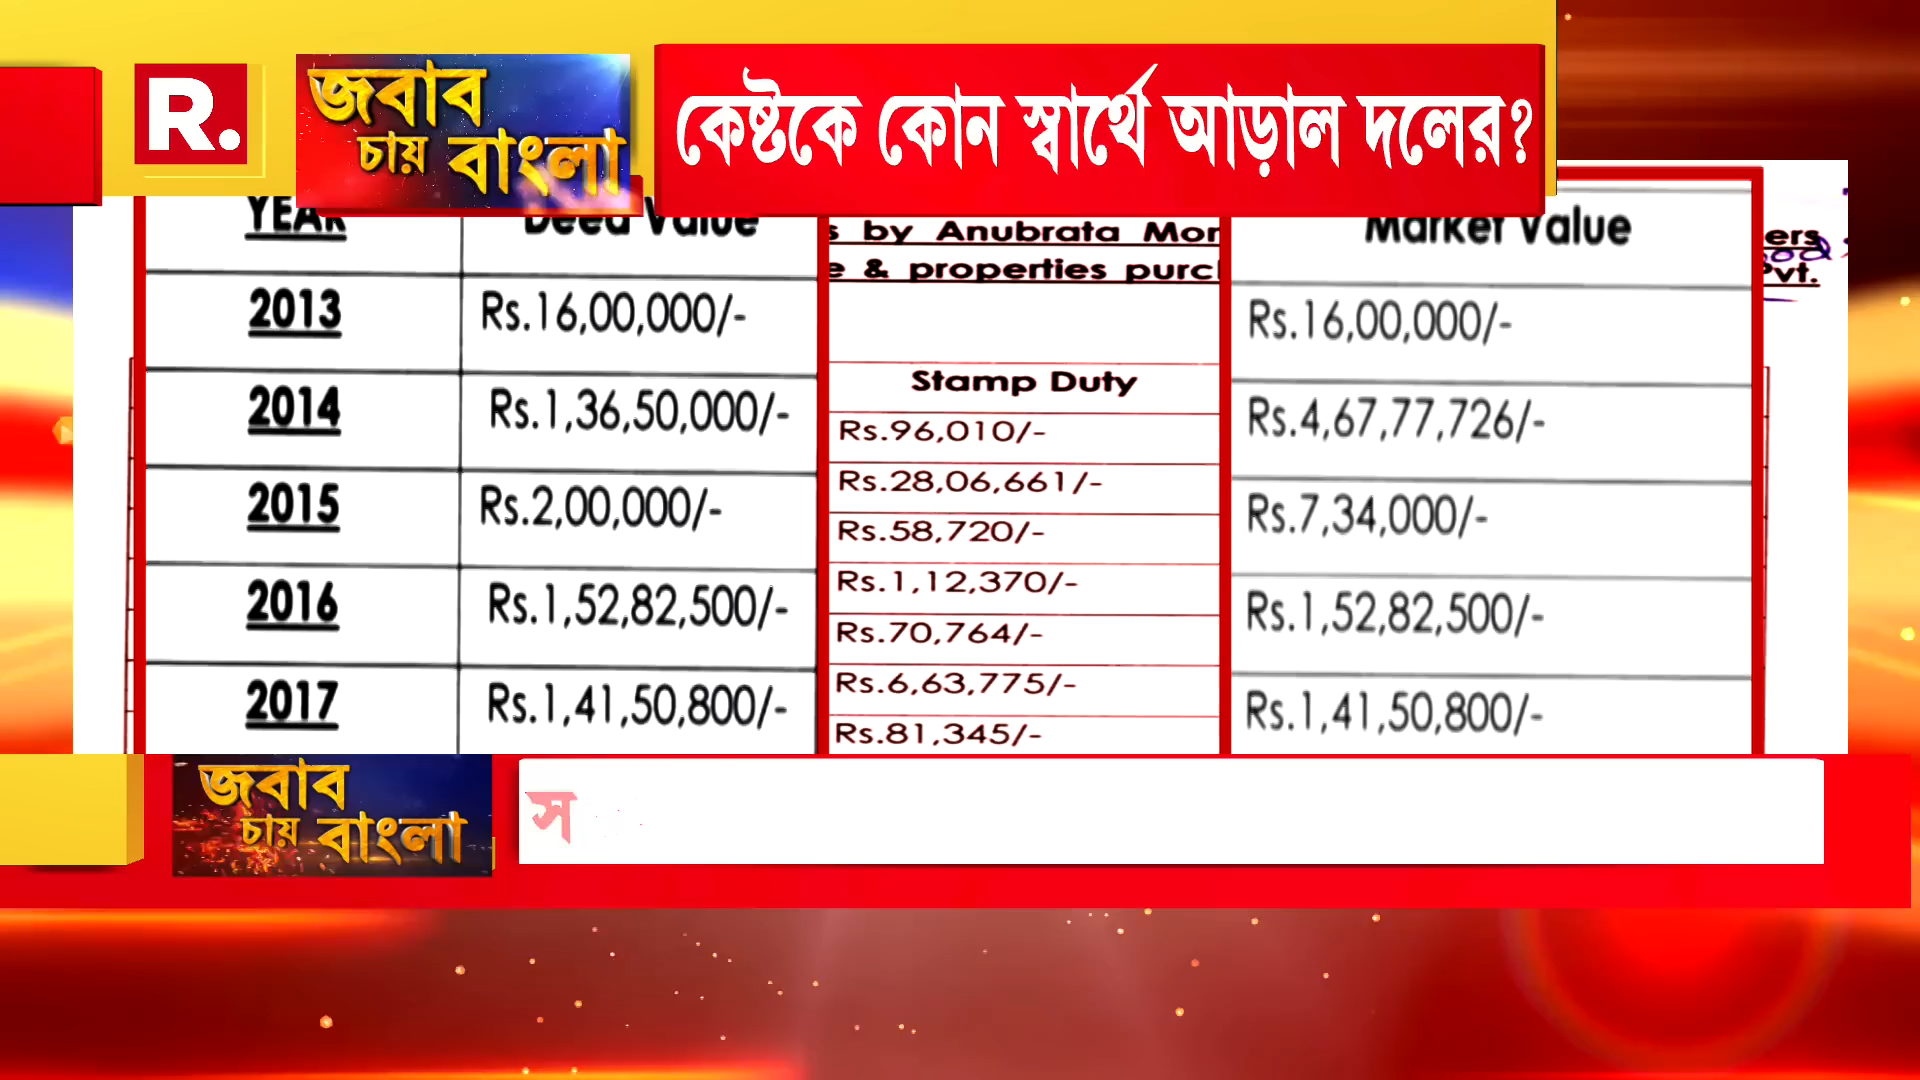 R.
জবাব
চায় বাংলা
কেষ্টকে কোন স্বার্থে আড়াল দলের?
YEAR Deed Value
2013 Rs.16,00,000/-
2014 Rs.1,36,50,000/-
2015 Rs.2,00,000/-
2016 Rs.1,52,82,500/-
2017 Rs.1,41,50,800/-
s by Anubrata Mon
e & properties purc
Stamp Duty
Rs.96,010/-
Rs.28,06,661/-
Rs.58,720/-
Rs.1,12,370/-
Rs.70,764/-
Rs.6,63,775/-
Rs.81,345/-
Market Value
Rs.16,00,000/-
Rs.4,67,77,726/-
Rs.7,34,000/-
Rs.1,52,82,500/-
Rs.1,41,50,800/-
ers
Pvt.
জবাব
চায় বাংলা
স